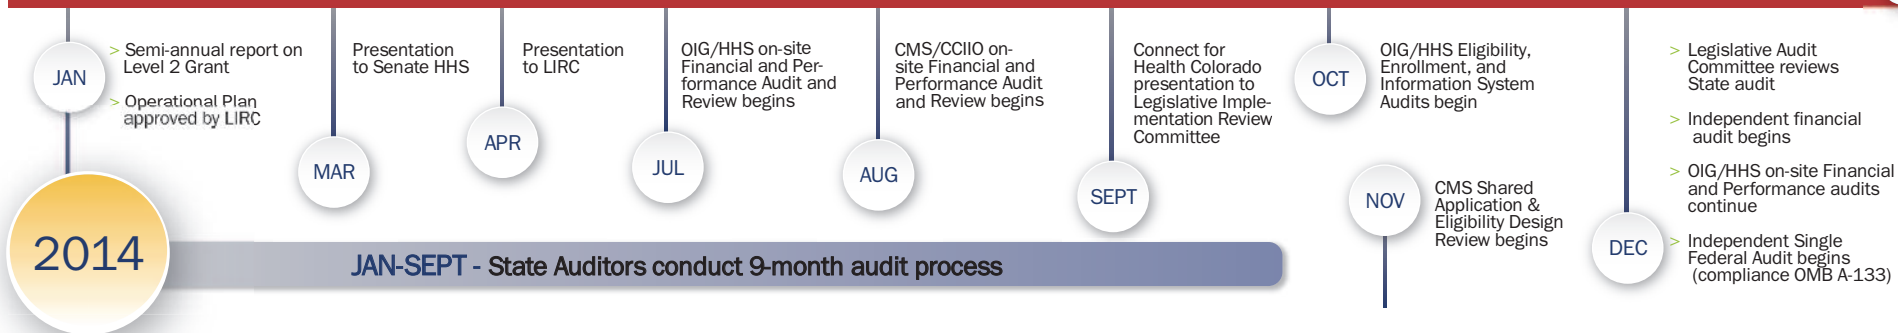 JAN
> Semi-annual report on
Level 2 Grant
> Operational Plan
approved by LIRC
Presentation
to Senate HHS
MAR
Presentation
to LIRC
APR
OIG/HHS on-site
Financial and Per-
formance Audit and
Review begins
JUL
CMS/CCIIO on-
site Financial and
Performance Audit
and Review begins
AUG
Connect for
Health Colorado
presentation to
Legislative Imple-
mentation Review
Committee
SEPT
OCT
OIG/HHS Eligibility,
Enrollment, and
Information System
Audits begin
NOV
CMS Shared
Application &
Eligibility Design
Review begins
DEC
> Legislative Audit
Committee reviews
State audit
> Independent financial
audit begins
> OIG/HHS on-site Financial
and Performance audits
continue
> Independent Single
Federal Audit begins
(compliance OMB A-133)
2014
JAN-SEPT - State Auditors conduct 9-month audit process